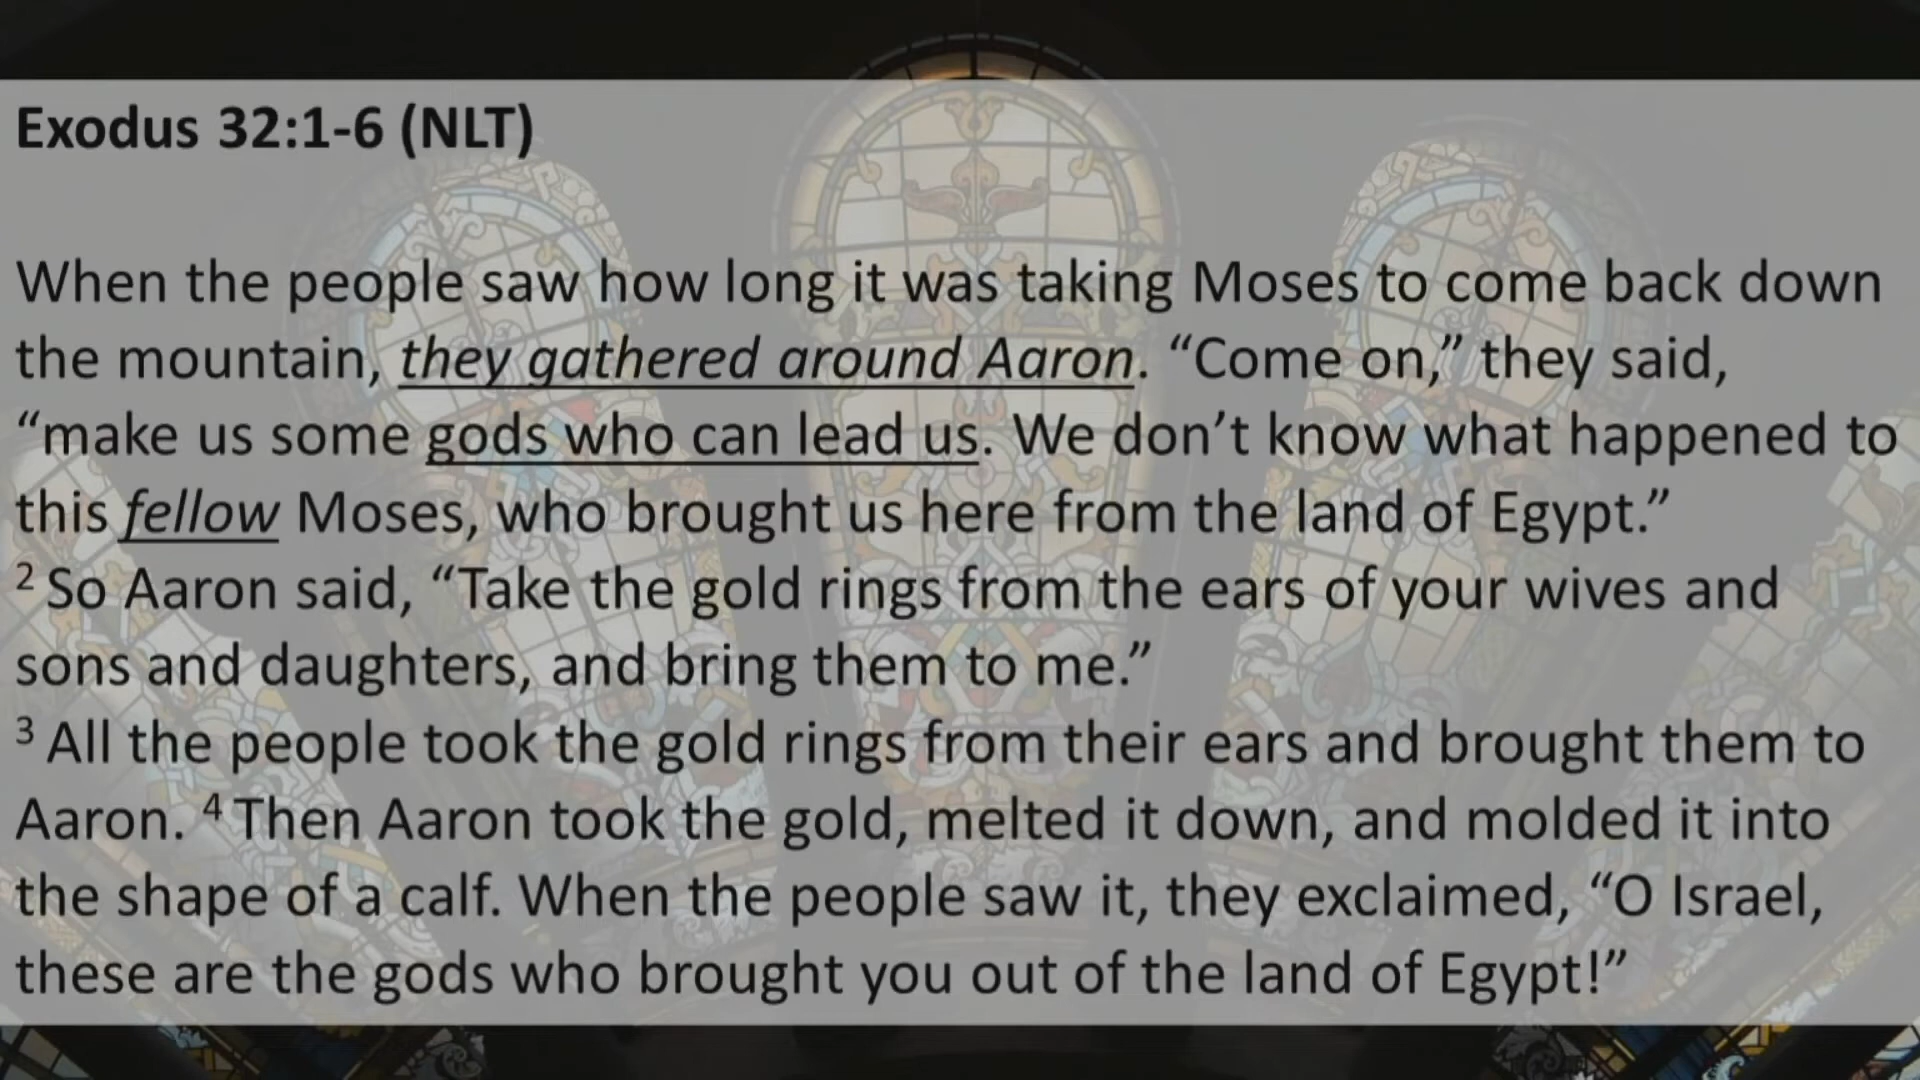 Exodus 32:1-6 (NLT)
When the people saw how long it was taking Moses to come back down
the mountain, they gathered around Aaron. “Come on,” they said,
“make us some gods who can lead us. We don’t know what happened to
this fellow Moses, who brought us here from the land of Egypt.”
2 So Aaron said, “Take the gold rings from the ears of your wives and
sons and daughters, and bring them to me.”
3 All the people took the gold rings from their ears and brought them to
Aaron. 4 Then Aaron took the gold, melted it down, and molded it into
the shape of a calf. When the people saw it, they exclaimed, “O Israel,
these are the gods who brought you out of the land of Egypt!”